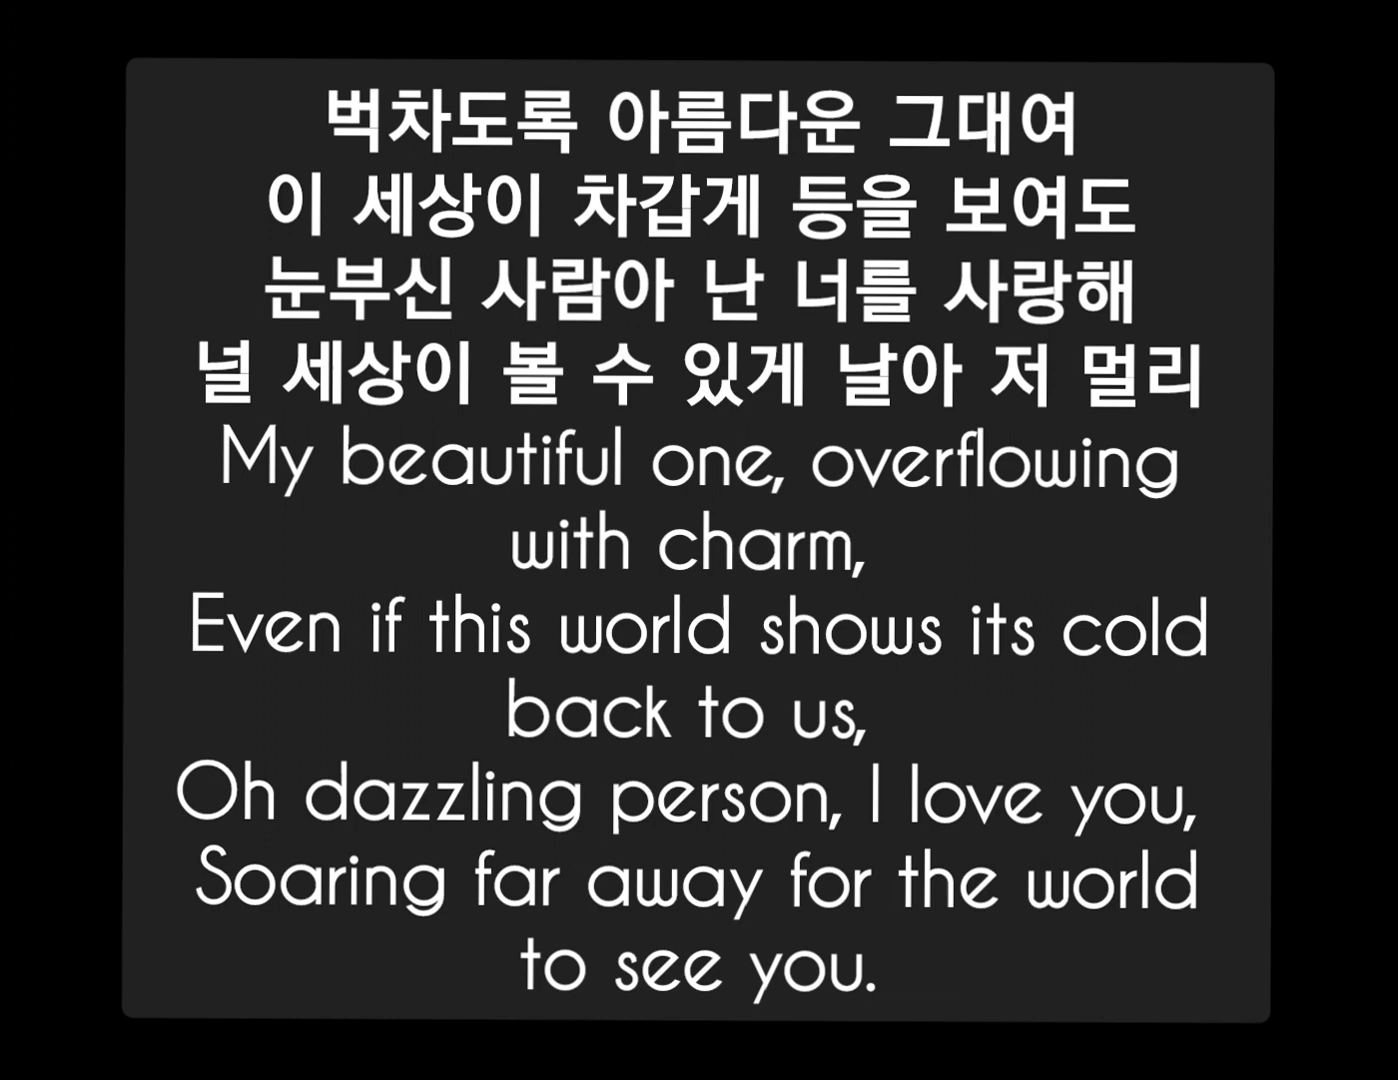 벅차도록 아름다운 그대여
이 세상이 차갑게 등을 보여도
눈부신 사람아 난 너를 사랑해
널 세상이 볼 수 있게 날아 저 멀리
My beautiful one, overflowing
with charm,
Even if this world shows its cold
back to us,
Oh dazzling person, I love you,
Soaring far away for the world
to see you.